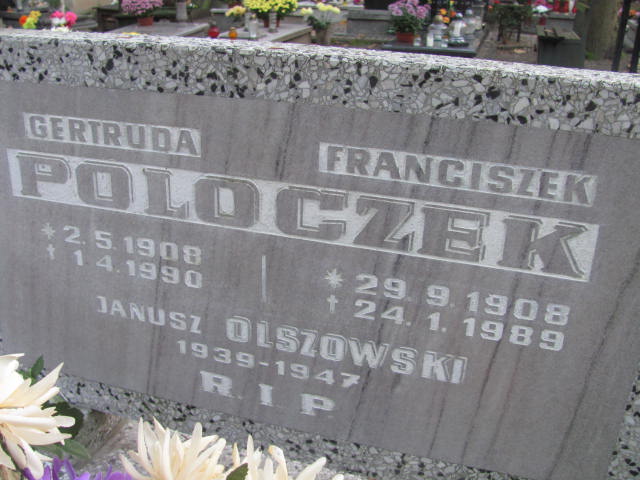 GERTRUDA
FRANCISZEK
POLOCZEK
* 2.5.1908
† 1.4.1990
* 29.9.1908
† 24.1.1989
JANUSZ OLSZOWSKI
1939-1947
R.I.P